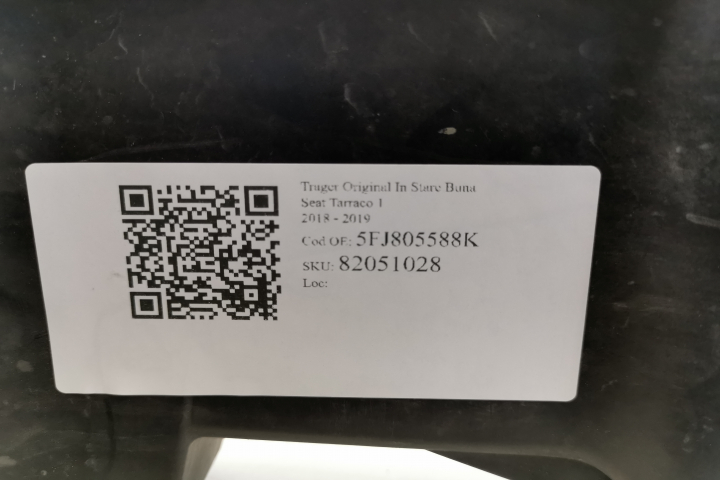 Trager Original In Stare Buna
Seat Tarraco 1
2018 - 2019
Cod OE: 5FJ805588K
SKU: 82051028
Loc: